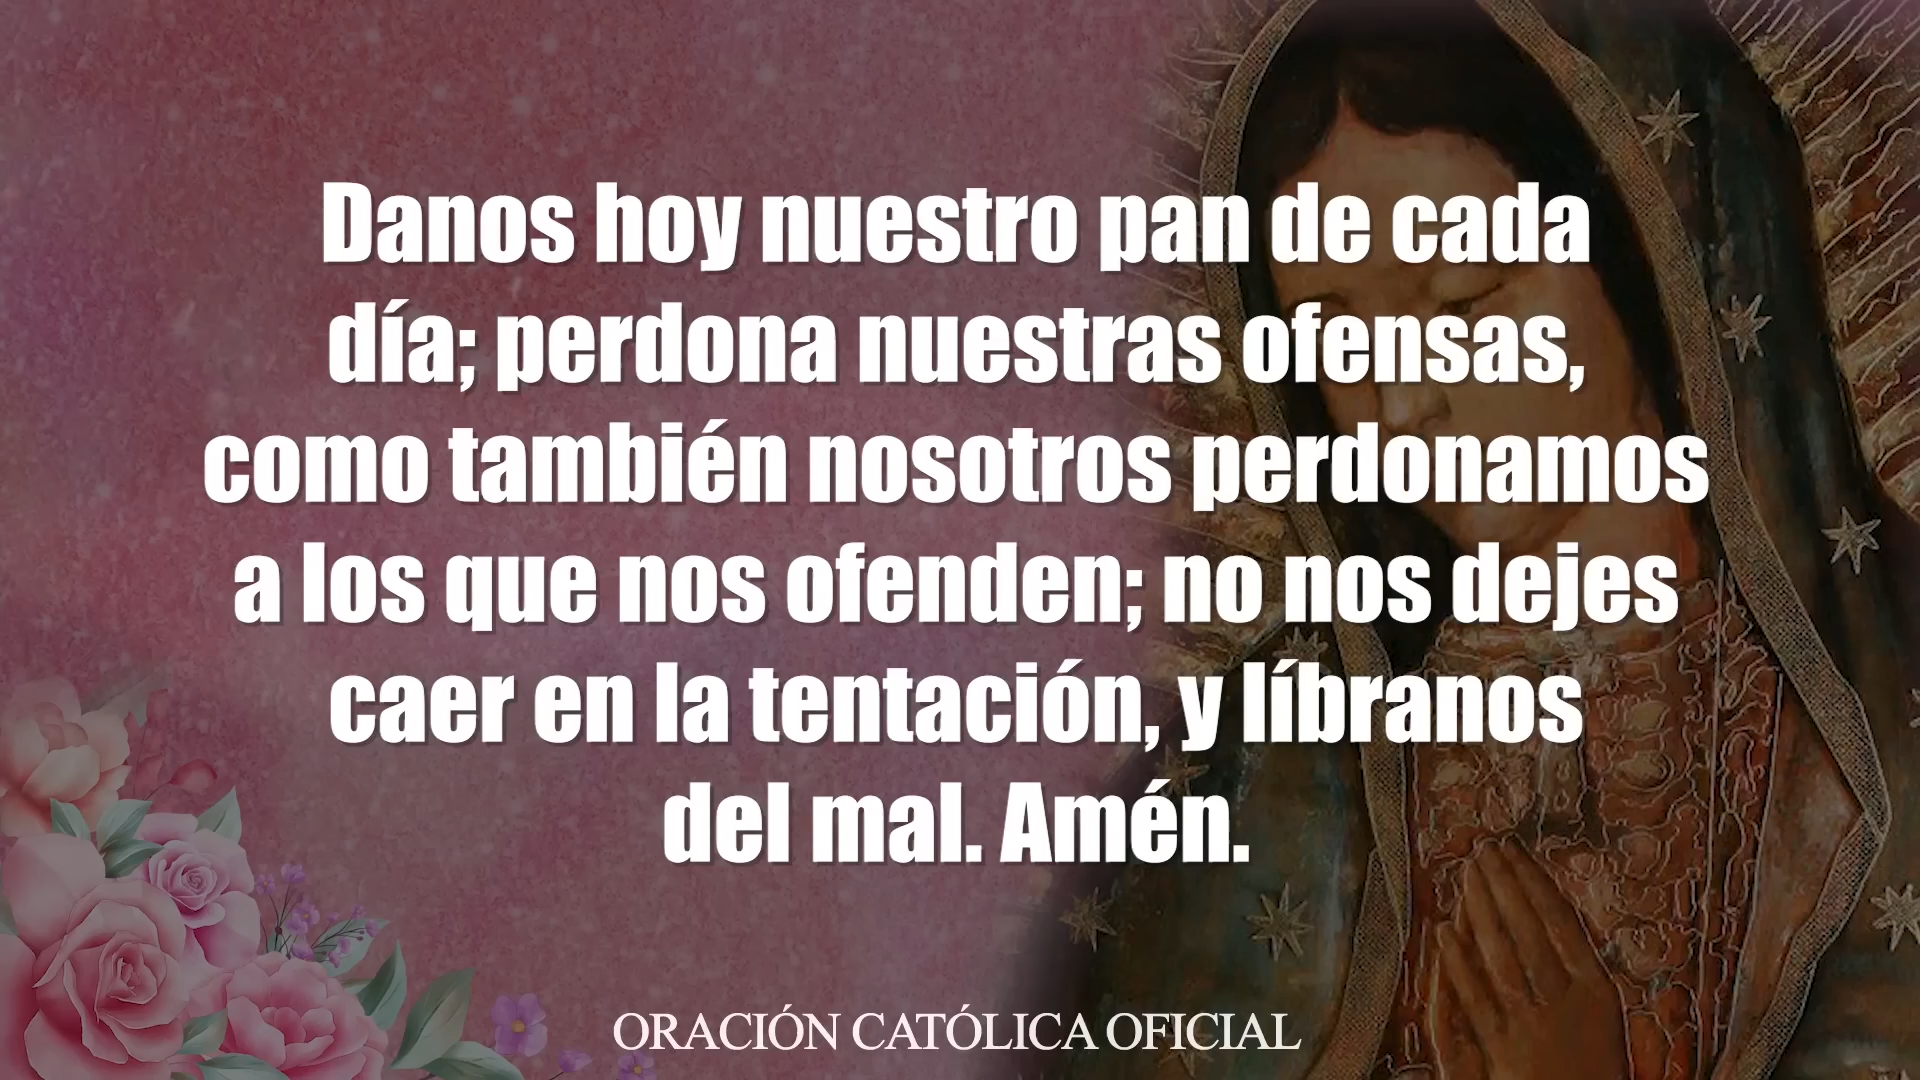 Danos hoy nuestro pan de cada
día; perdona nuestras ofensas,
como también nosotros perdonamos
a los que nos ofenden; no nos dejes
caer en la tentación, y líbranos
del mal. Amén.
ORACIÓN CATÓLICA OFICIAL